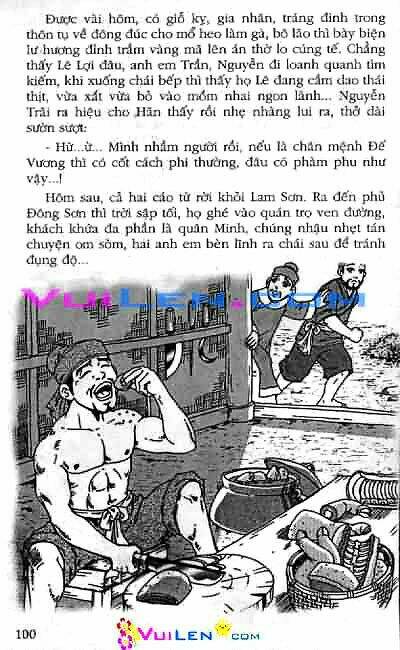 Được vài hôm, có giỗ kỵ, gia nhân, tráng đinh trong
thôn tụ về đông đúc cho mổ heo làm gà, bô lão thì bày biện
lư hương đỉnh trầm vàng mã lên án thờ lo cúng tế. Chẳng
thấy Lê Lợi đâu, anh em Trần, Nguyễn đi loanh quanh tìm
kiếm, khi xuống chái bếp thì thấy họ Lê đang cầm dao thái
thịt, vừa xắt vừa bỏ vào mồm nhai ngon lành... Nguyễn
Trãi ra hiệu cho Hãn thấy rồi nhẹ nhàng lui ra, thở dài
sườn sượt:
- Hừ...ừ... Mình nhầm người rồi, nếu là chân mệnh Đế
Vương thì có cốt cách phi thường, đâu có phàm phu như
vậy...!
Hôm sau, cả hai cáo từ rời khỏi Lam Sơn. Ra đến phủ
Đông Sơn thì trời sập tối, họ ghé vào quán trọ ven đường,
khách khứa đa phần là quân Minh, chúng nhậu nhẹt tán
chuyện om sòm, hai anh em bèn lỉnh ra chái sau để tránh
đụng độ...
VuiLen.com
100
VuiLen.com